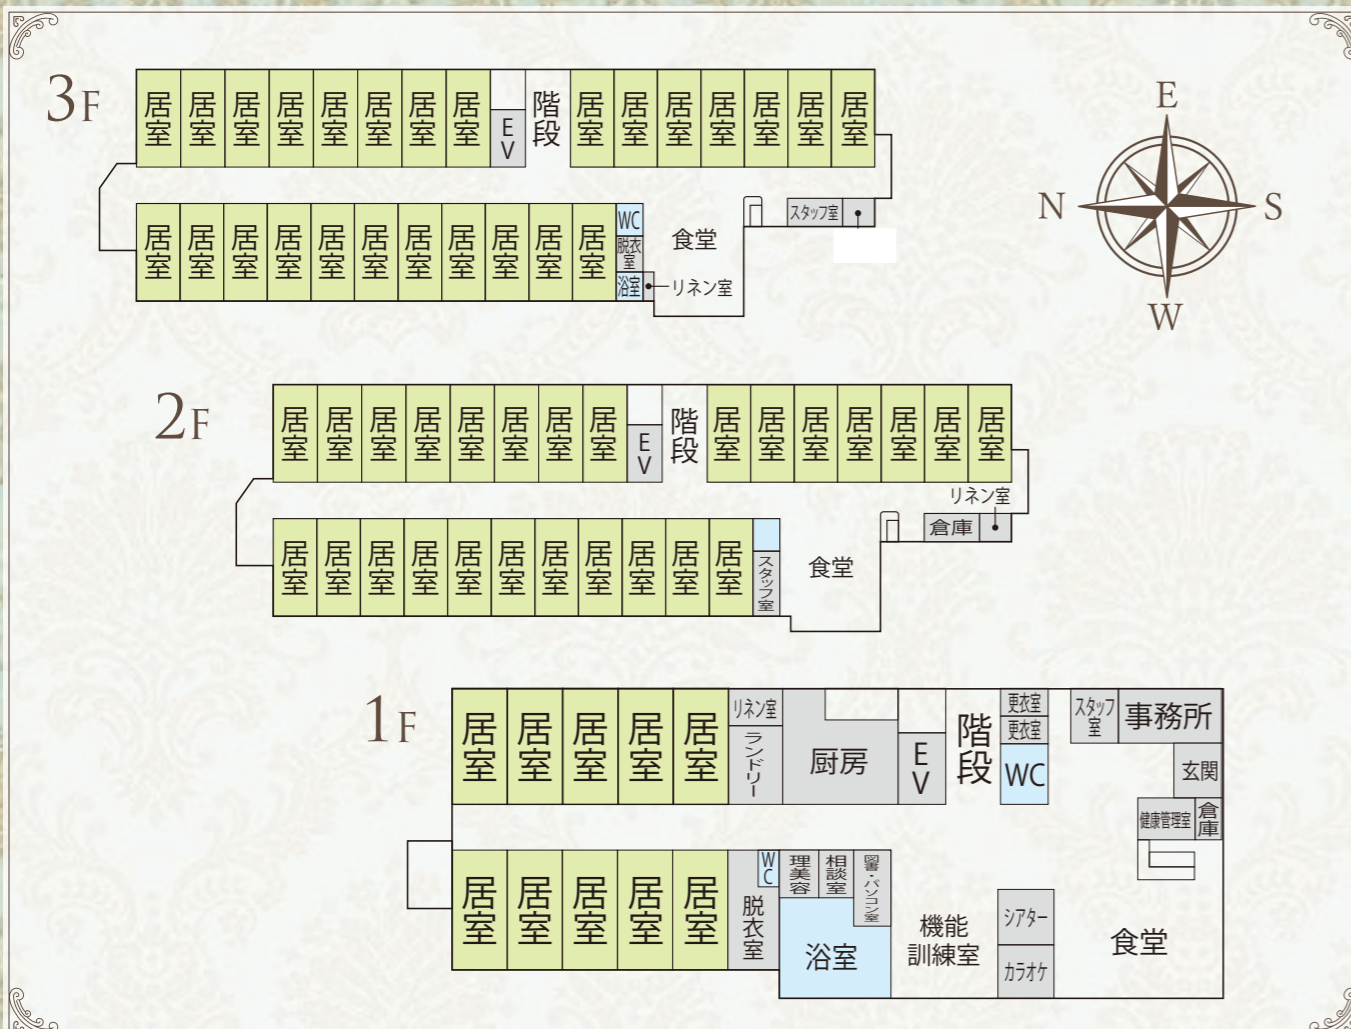 3F
居室 居室 居室 居室 居室 居室 居室 居室 EV 階段 居室 居室 居室 居室 居室 居室 居室
居室 居室 居室 居室 居室 居室 居室 居室 居室 居室 居室 WC 脱衣室 浴室 リネン室 食堂 スタッフ室
E
N
S
W
2F
居室 居室 居室 居室 居室 居室 居室 居室 EV 階段 居室 居室 居室 居室 居室 居室 居室
リネン室
居室 居室 居室 居室 居室 居室 居室 居室 居室 居室 居室 スタッフ室 食堂 倉庫
1F
居室 居室 居室 居室 居室 リネン室 ランドリー 厨房 EV 階段 更衣室 更衣室 WC スタッフ室 事務所
玄関
健康管理室 倉庫
居室 居室 居室 居室 居室 WC 脱衣室 理美容 相談室 図書・パソコン室 浴室 機能訓練室 シアター カラオケ 食堂